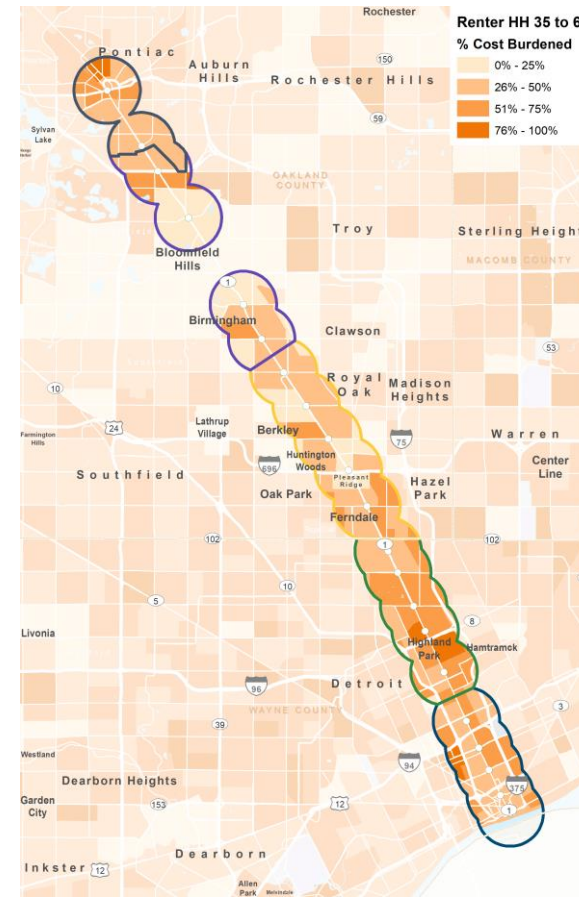 Rochester
Renter HH 35 to 6
% Cost Burdened
0% - 25%
26% - 50%
51% - 75%
76% - 100%
Pontiac
Auburn
Hills
150
Rochester Hills
59
Sylvan
Lake
OAKLAND
COUNTY
Troy
Sterling Height
MACOMB COUNTY
Bloomfield
Hills
1
Birmingham
Clawson
53
Royal
Oak
Madison
Heights
10
24
Lathrup
Village
Berkley
75
Warren
Farmington
Hills
696
Huntington
Woods
Center
Line
Southfield
Pleasant
Ridge
Hazel
Park
Oak Park
Ferndale
102
1
102
10
5
8
Livonia
Highland
Park
Hamtramck
96
Detroit
WAYNE COUNTY
3
39
Westland
94
375
Dearborn Heights
Garden
City
153
12
1
Dearborn
Inkster
12
Allen
Park
Melvindale